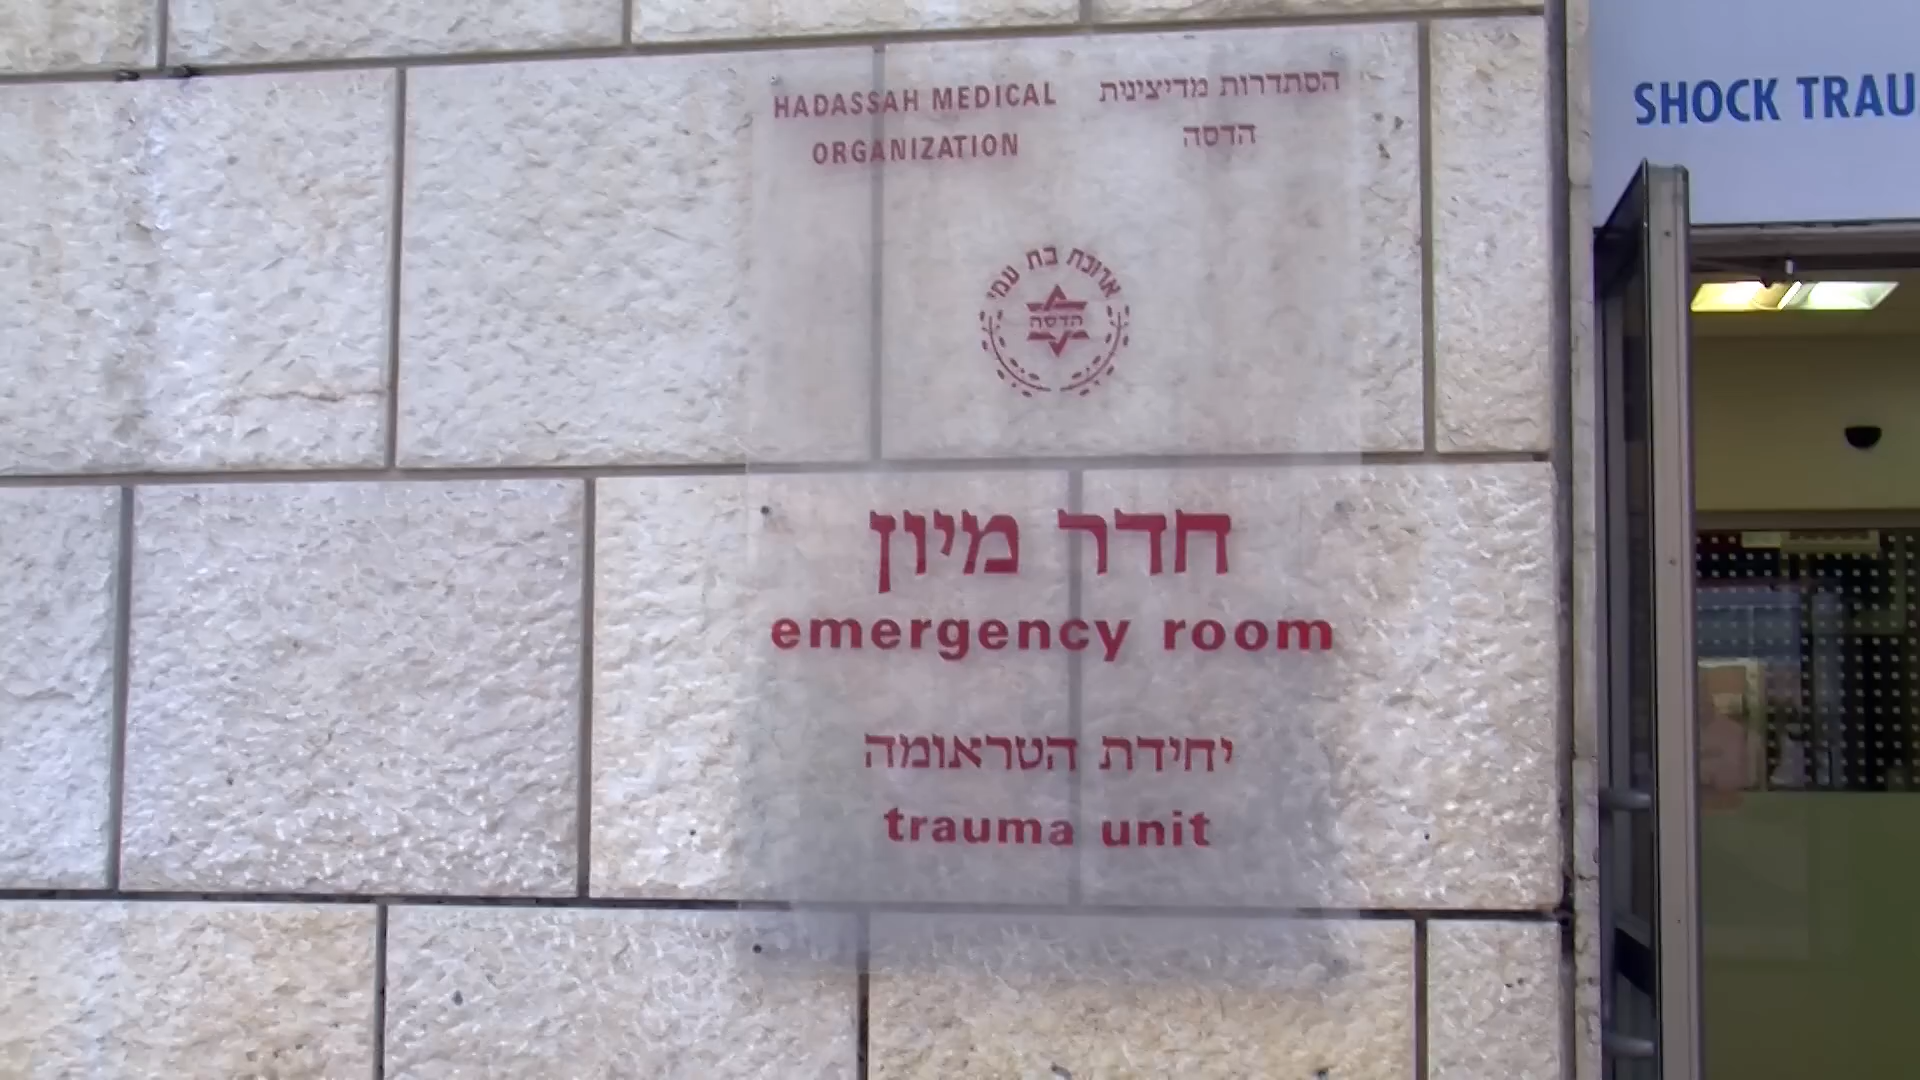 HADASSAH MEDICAL
ORGANIZATION
הסתדרות מדיצינית
הדסה
ארוכת בת עמי
הדסה
חדר מיון
emergency room
יחידת הטראומה
trauma unit
SHOCK TRAU